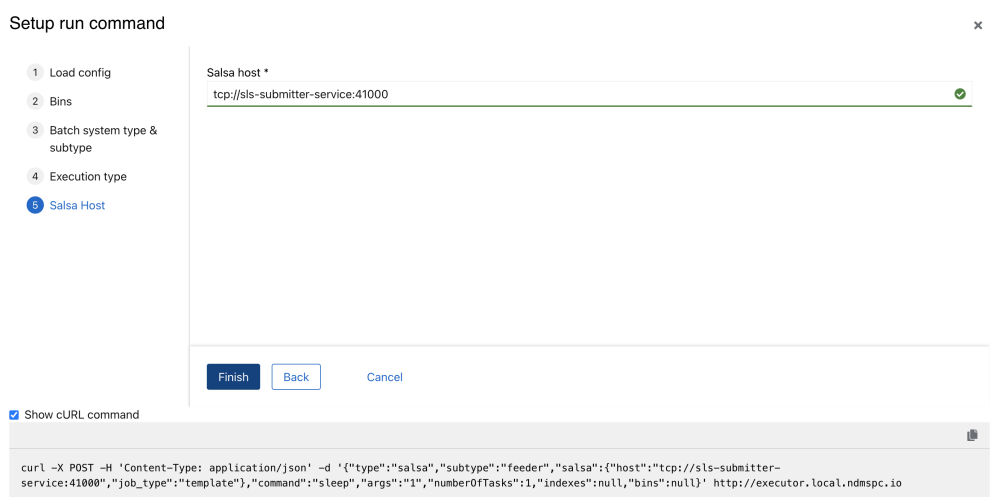 Setup run command
1 Load config
2 Bins
3 Batch system type &
subtype
4 Execution type
5 Salsa Host
Salsa host *
tcp://sls-submitter-service:41000
Finish
Back
Cancel
Show cURL command
curl -X POST -H 'Content-Type: application/json' -d '{"type":"salsa","subtype":"feeder","salsa":{"host":"tcp://sls-submitter-
service:41000","job_type":"template"},"command":"sleep","args":"1","numberOfTasks":1,"indexes":null,"bins":null}' http://executor.local.ndmspc.io